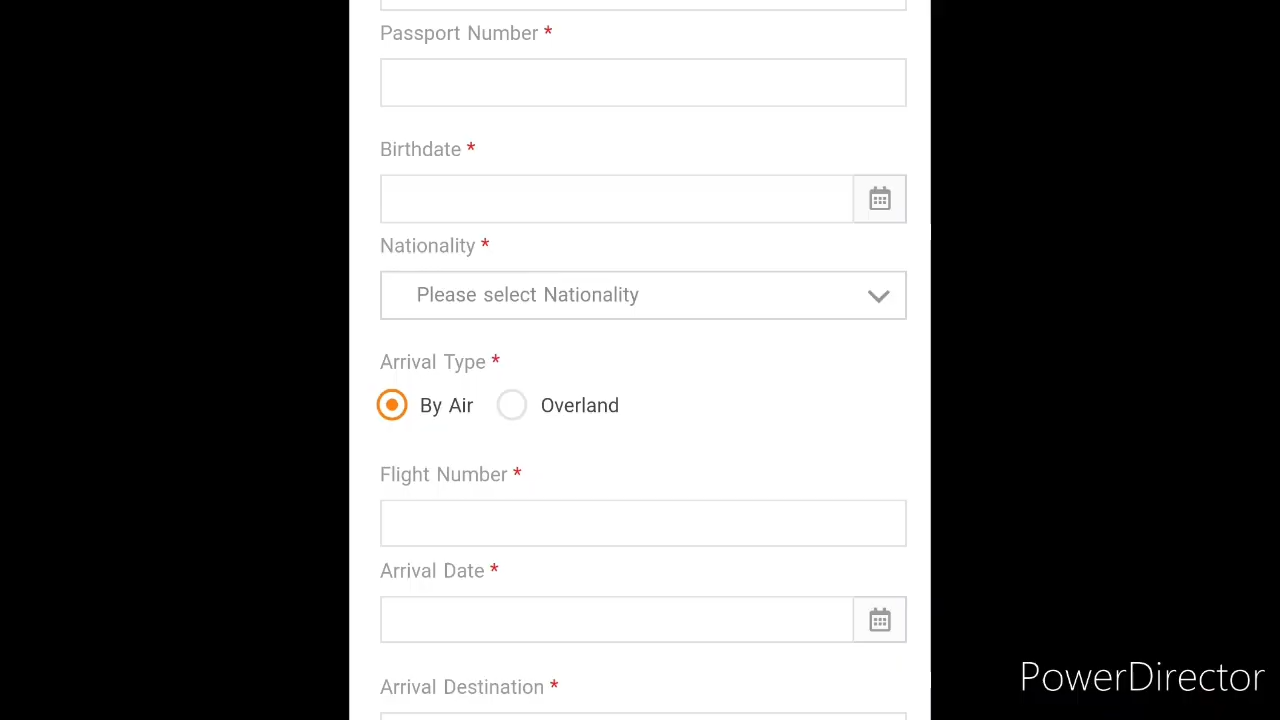 Passport Number *
Birthdate *
Nationality *
Please select Nationality
Arrival Type *
By Air Overland
Flight Number *
Arrival Date *
Arrival Destination *
PowerDirector